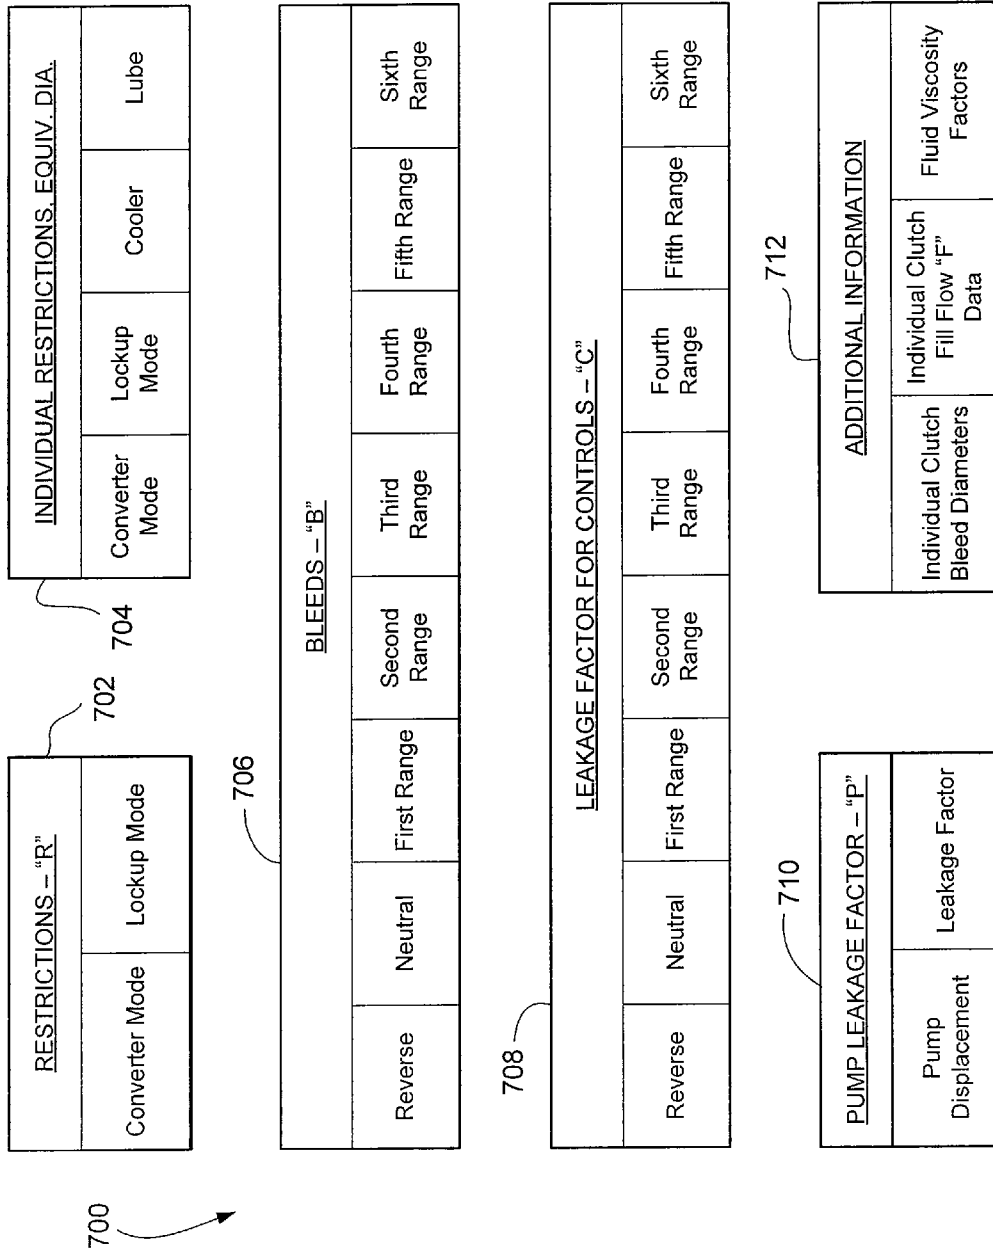 700
702
RESTRICTIONS – “R”
Converter Mode
Lockup Mode
704
INDIVIDUAL RESTRICTIONS, EQUIV. DIA.
Converter
Mode
Lockup
Mode
Cooler
Lube
706
BLEEDS – “B”
Reverse
Neutral
First Range
Second
Range
Third
Range
Fourth
Range
Fifth Range
Sixth
Range
708
LEAKAGE FACTOR FOR CONTROLS – “C”
Reverse
Neutral
First Range
Second
Range
Third
Range
Fourth
Range
Fifth Range
Sixth
Range
710
PUMP LEAKAGE FACTOR – “P”
Pump
Displacement
Leakage Factor
712
ADDITIONAL INFORMATION
Individual Clutch
Bleed Diameters
Individual Clutch
Fill Flow “F”
Data
Fluid Viscosity
Factors